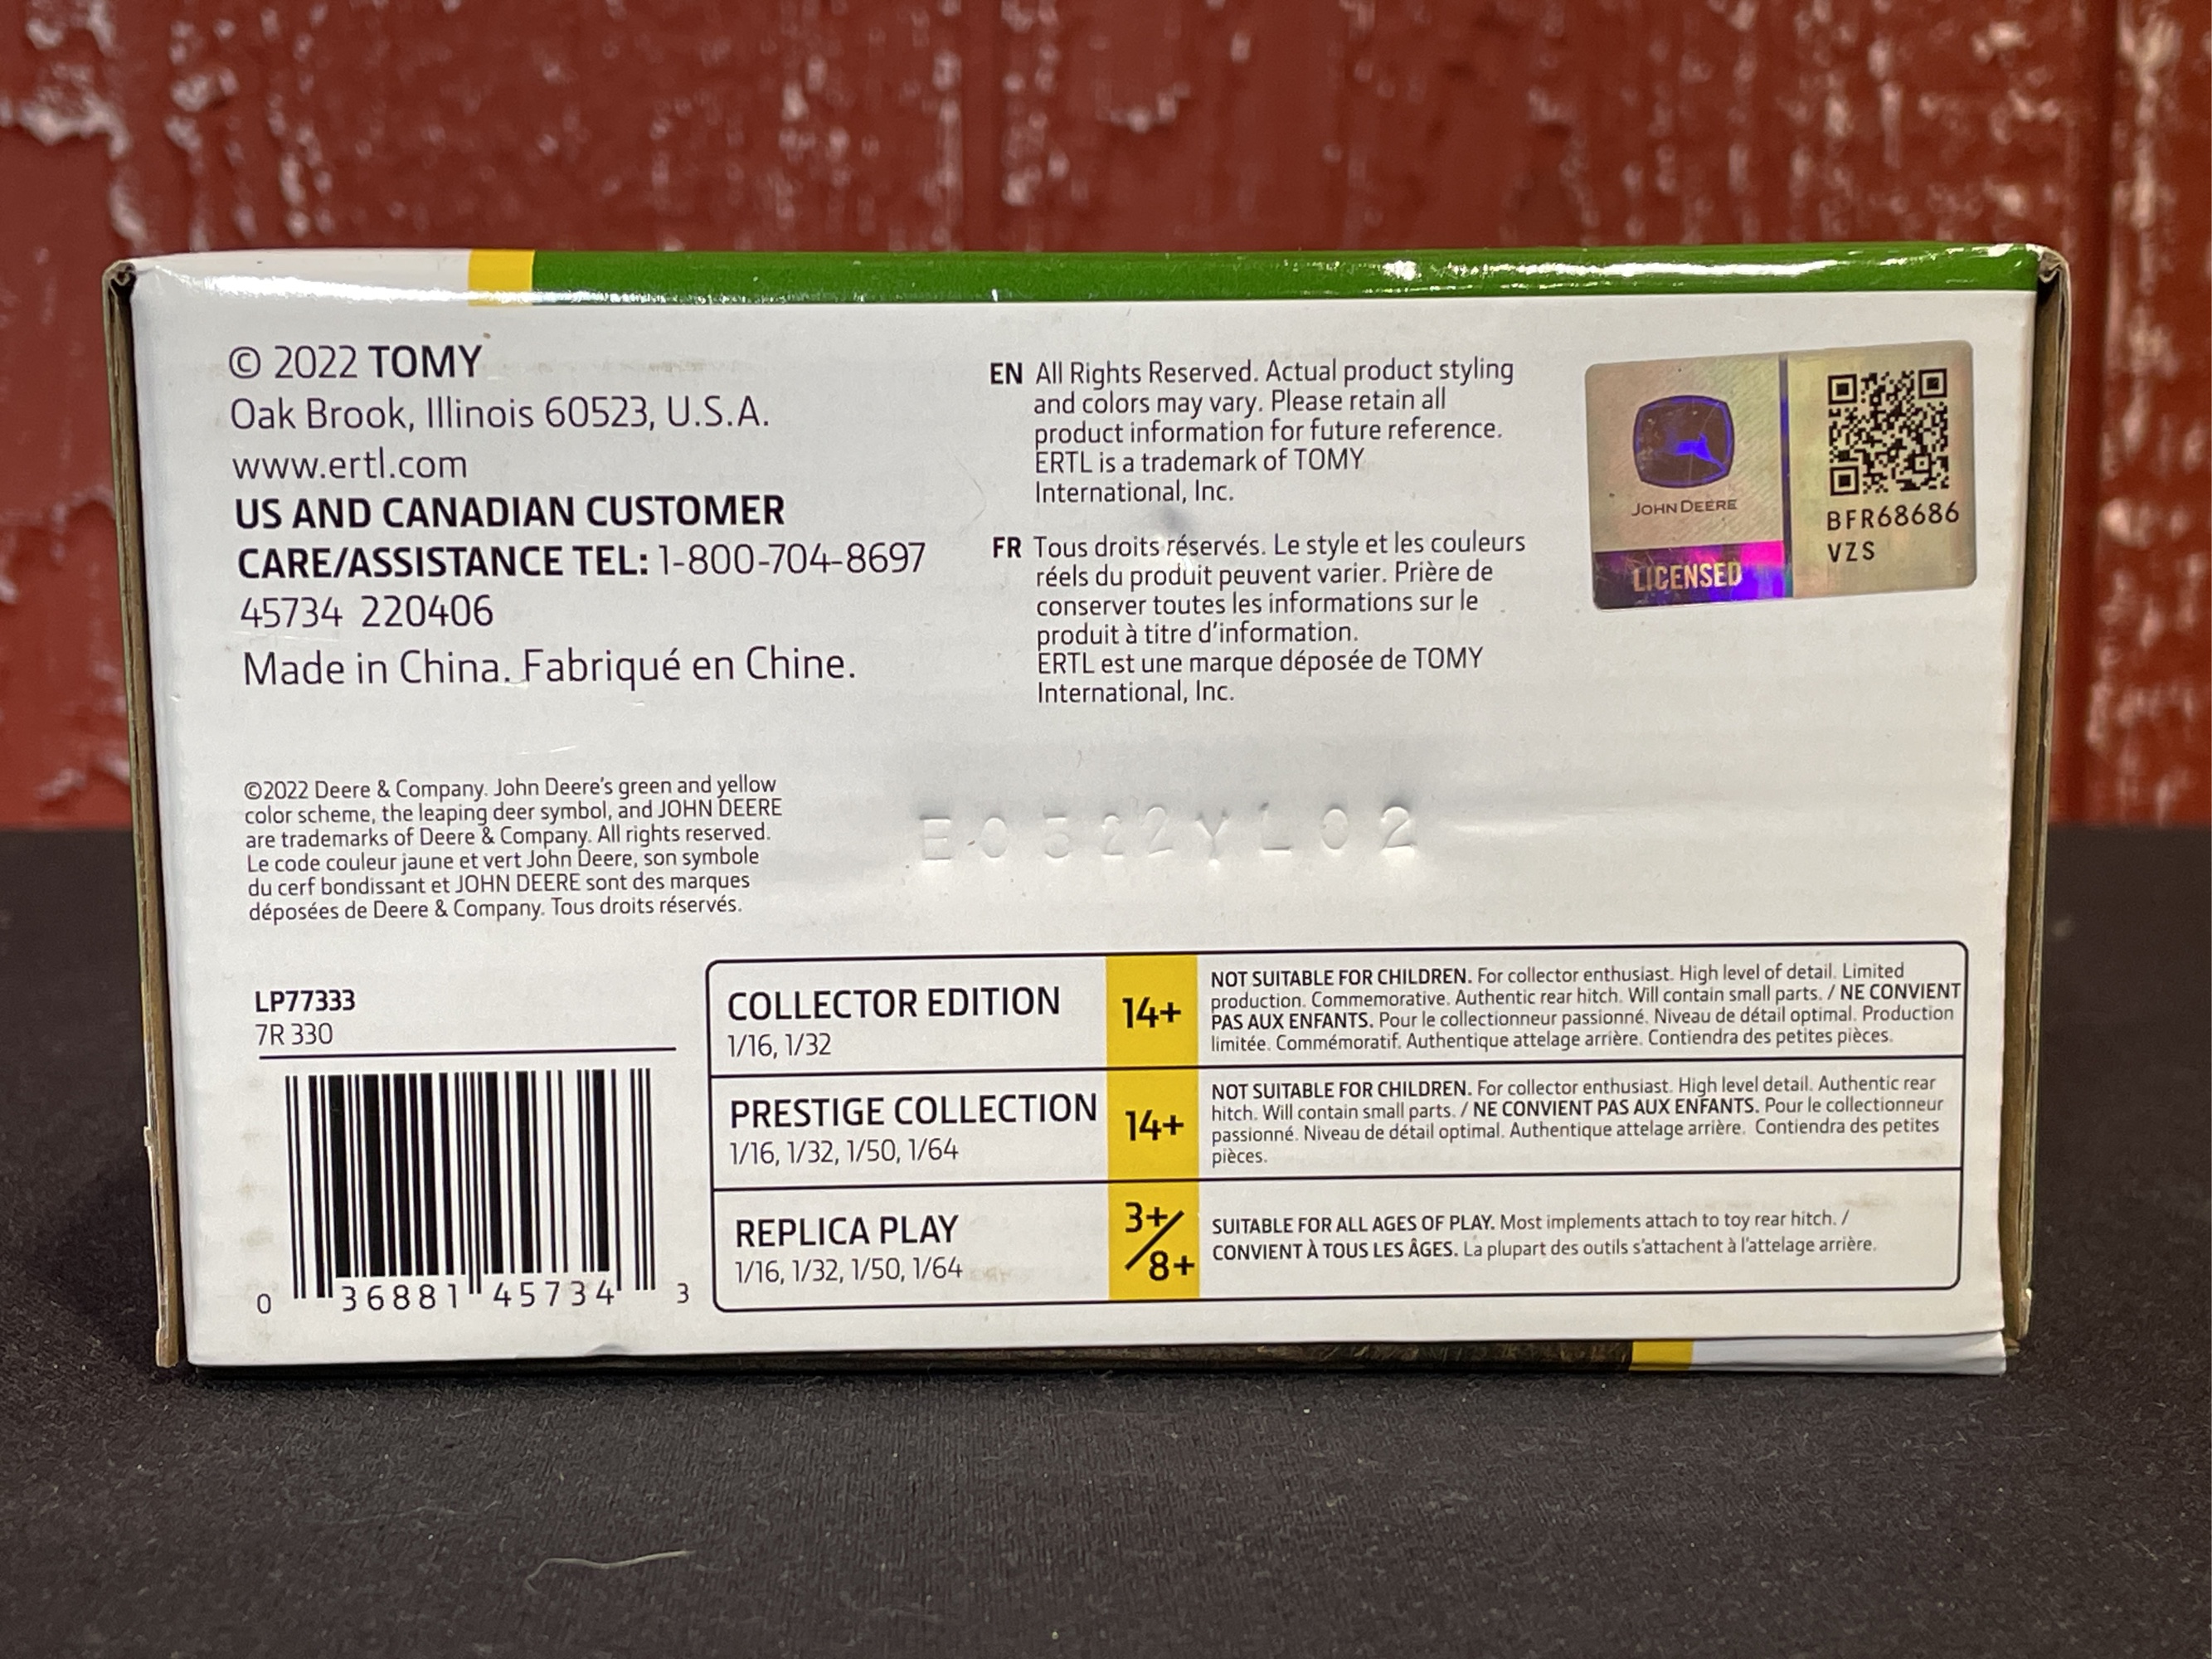 © 2022 TOMY
Oak Brook, Illinois 60523, U.S.A.
www.ertl.com
US AND CANADIAN CUSTOMER
CARE/ASSISTANCE TEL: 1-800-704-8697
45734 220406
Made in China. Fabriqué en Chine.
EN All Rights Reserved. Actual product styling
and colors may vary. Please retain all
product information for future reference.
ERTL is a trademark of TOMY
International, Inc.
FR Tous droits réservés. Le style et les couleurs
réels du produit peuvent varier. Prière de
conserver toutes les informations sur le
produit à titre d'information.
ERTL est une marque déposée de TOMY
International, Inc.
JOHN DEERE
LICENSED
BFR68686
VZS
©2022 Deere & Company. John Deere's green and yellow
color scheme, the leaping deer symbol, and JOHN DEERE
are trademarks of Deere & Company. All rights reserved.
Le code couleur jaune et vert John Deere, son symbole
du cerf bondissant et JOHN DEERE sont des marques
déposées de Deere & Company. Tous droits réservés.
E0322YL02
LP77333
7R 330
0 36881 45734 3
COLLECTOR EDITION
1/16, 1/32
14+
NOT SUITABLE FOR CHILDREN. For collector enthusiast. High level of detail. Limited
production. Commemorative. Authentic rear hitch. Will contain small parts. / NE CONVIENT
PAS AUX ENFANTS. Pour le collectionneur passionné. Niveau de détail optimal. Production
limitée. Commémoratif. Authentique attelage arrière. Contiendra des petites pièces.
PRESTIGE COLLECTION
1/16, 1/32, 1/50, 1/64
14+
NOT SUITABLE FOR CHILDREN. For collector enthusiast. High level detail. Authentic rear
hitch. Will contain small parts. / NE CONVIENT PAS AUX ENFANTS. Pour le collectionneur
passionné. Niveau de détail optimal. Authentique attelage arrière. Contiendra des petites
pièces.
REPLICA PLAY
1/16, 1/32, 1/50, 1/64
3+/8+
SUITABLE FOR ALL AGES OF PLAY. Most implements attach to toy rear hitch. /
CONVIENT À TOUS LES ÂGES. La plupart des outils s'attachent à l'attelage arrière.